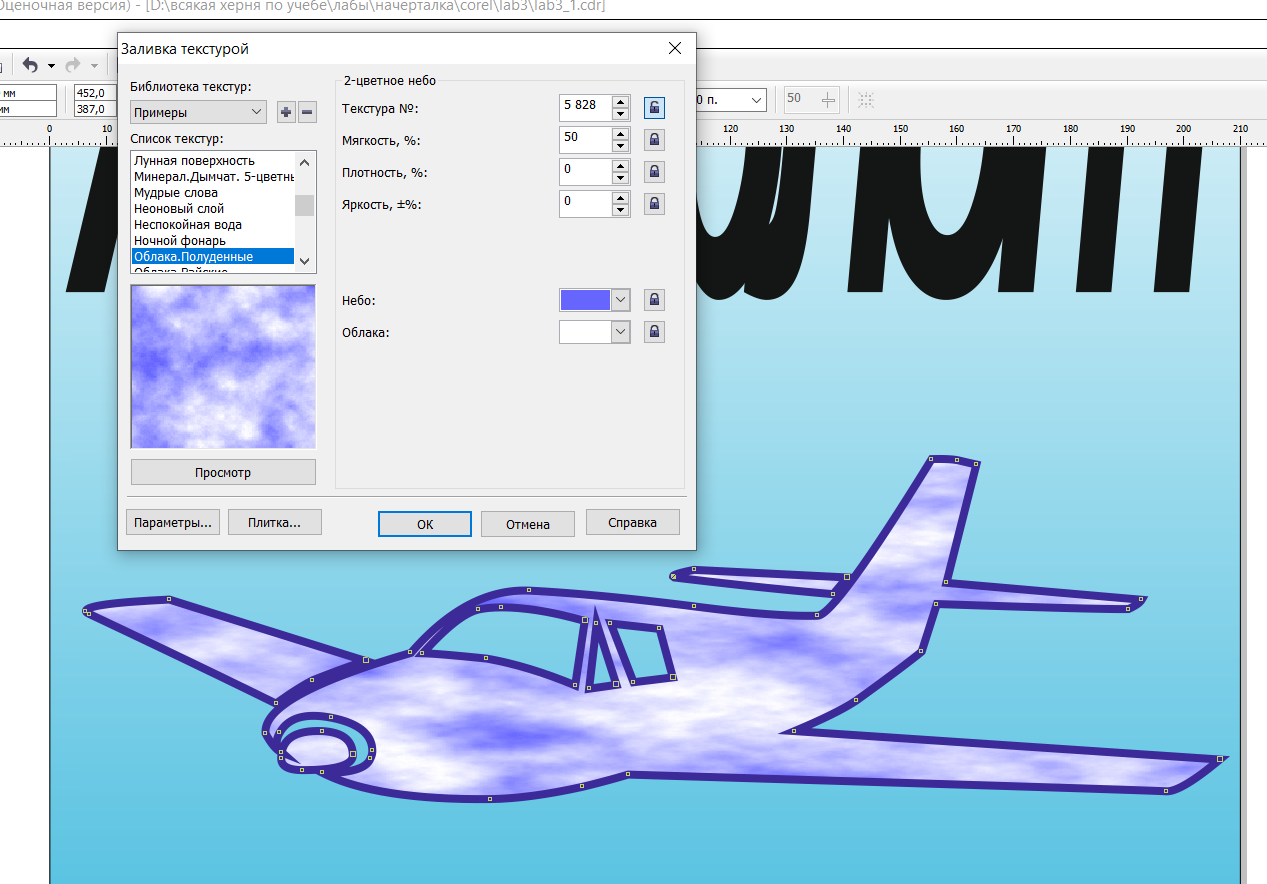 Оценочная версия) - [D:\всякая херня по учебе\лабы\начерталка\corel\lab3\lab3_1.cdr]
Заливка текстурой
мм
452,0
мм
387,0
0 п.
50
0 10 120 130 140 150 160 170 180 190 200 210
Библиотека текстур:
Примеры
Список текстур:
Лунная поверхность
Минерал.Дымчат. 5-цветны
Мудрые слова
Неоновый слой
Неспокойная вода
Ночной фонарь
Облака.Полуденные
Облака.Райские
Просмотр
2-цветное небо
Текстура №:
5 828
Мягкость, %:
50
Плотность, %:
0
Яркость, ±%:
0
Небо:
Облака:
Параметры...
Плитка...
ОК
Отмена
Справка